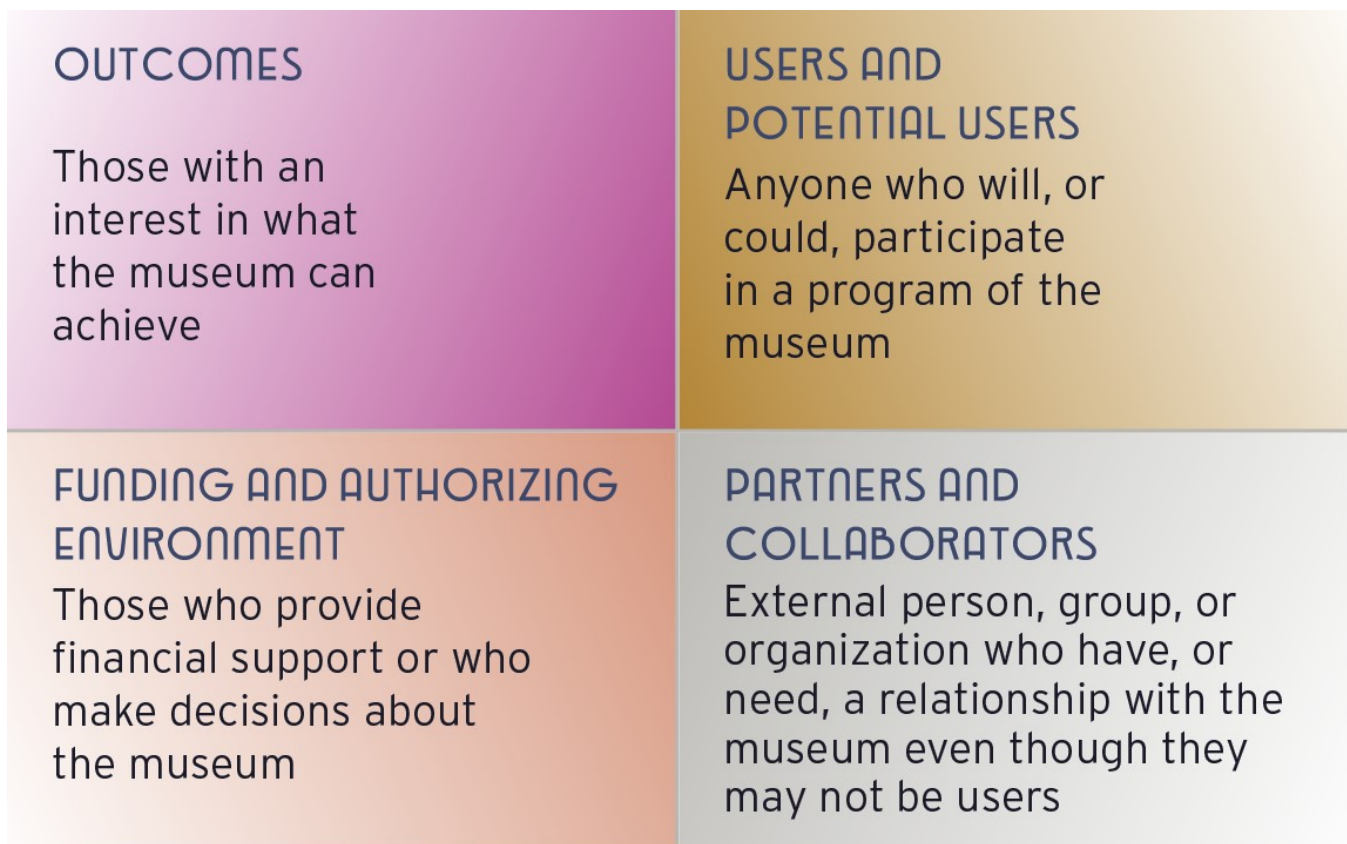 OUTCOMES
Those with an
interest in what
the museum can
achieve
USERS AND
POTENTIAL USERS
Anyone who will, or
could, participate
in a program of the
museum
FUNDING AND AUTHORIZING
ENVIRONMENT
Those who provide
financial support or who
make decisions about
the museum
PARTNERS AND
COLLABORATORS
External person, group, or
organization who have, or
need, a relationship with the
museum even though they
may not be users